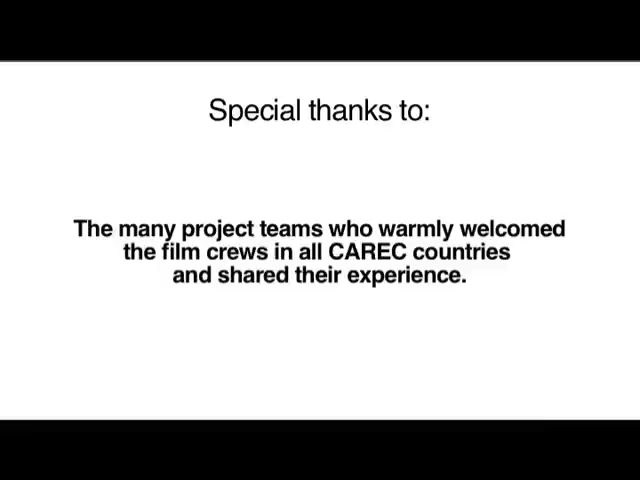 Special thanks to:
The many project teams who warmly welcomed
the film crews in all CAREC countries
and shared their experience.